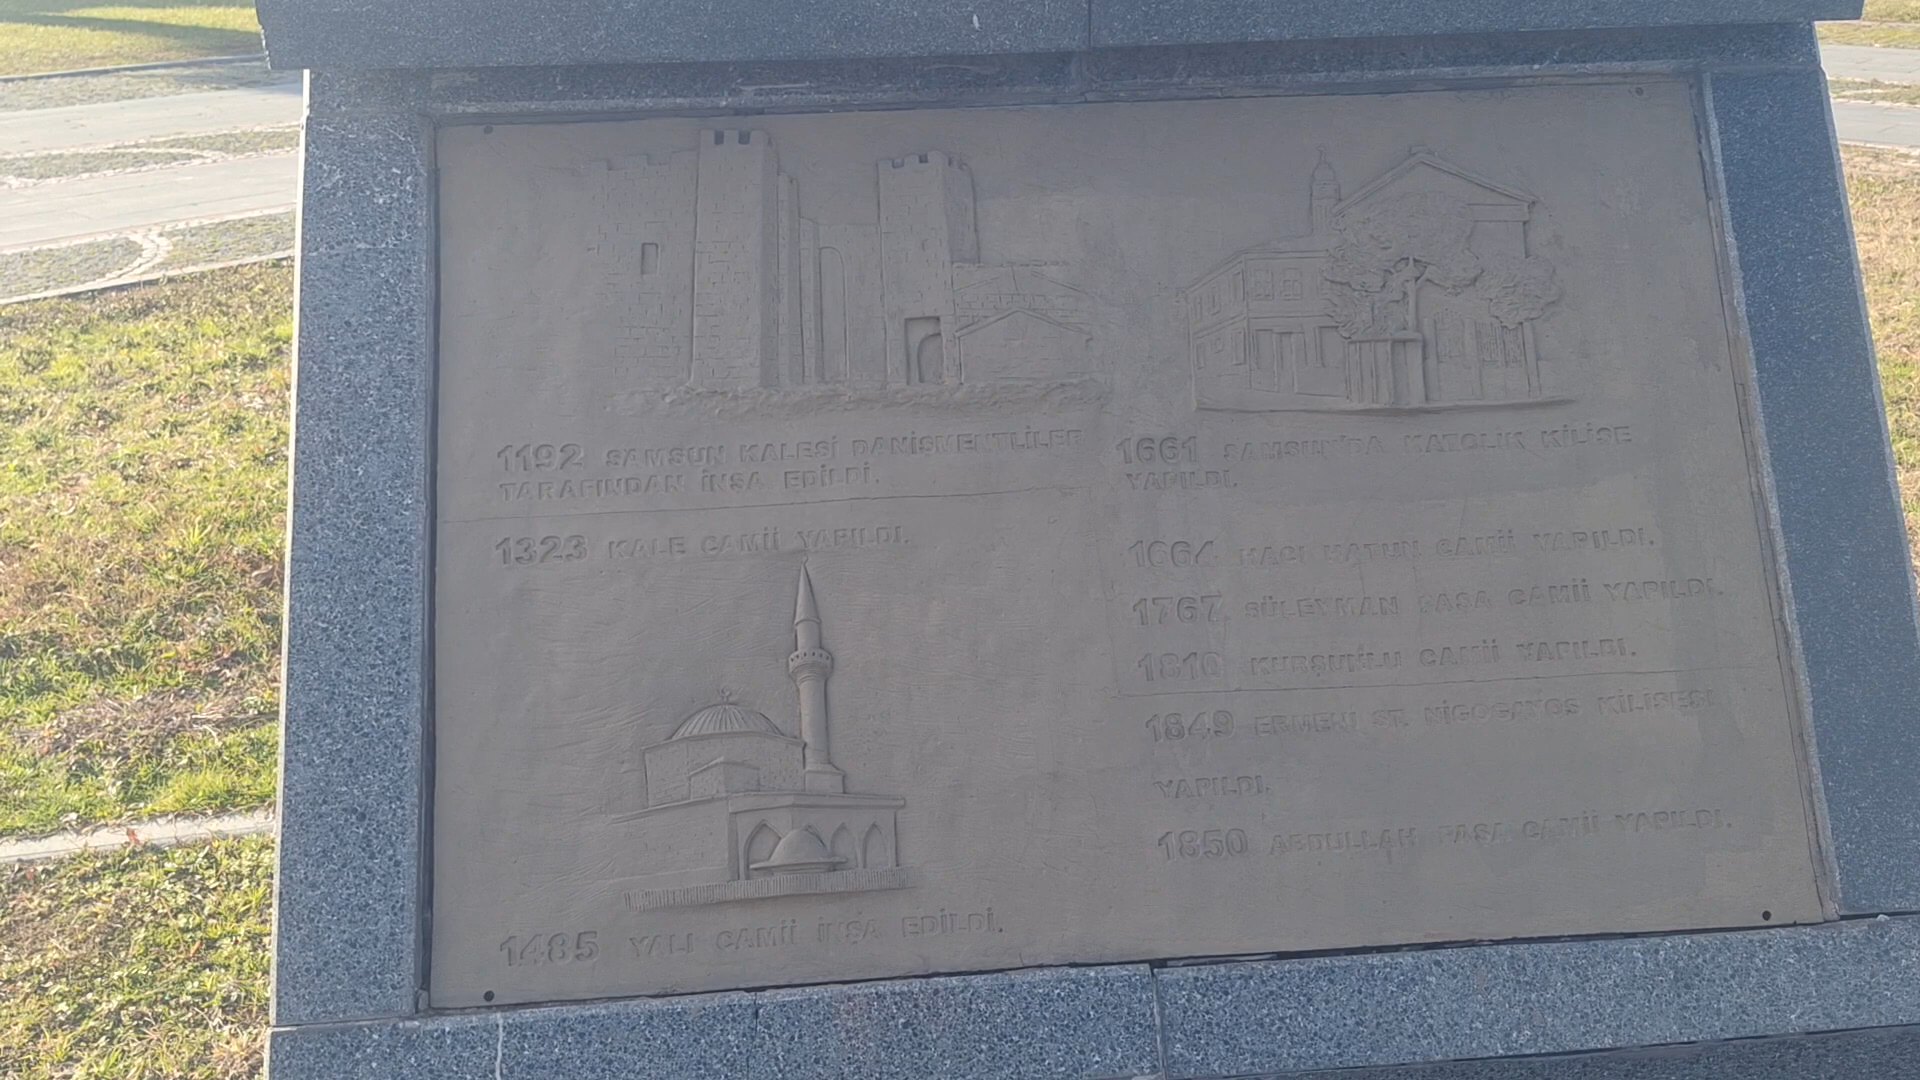 1192 SAMSUN KALESİ DANİŞMENTLİLER
TARAFINDAN İNŞA EDİLDİ.
1323 KALE CAMİİ YAPILDI.
1485 YALI CAMİİ İNŞA EDİLDİ.
1661 SAMSUN'DA KATOLİK KİLİSE
YAPILDI.
1664 HACI HATUN CAMİİ YAPILDI.
1767 SÜLEYMAN PAŞA CAMİİ YAPILDI.
1810 KURŞUNLU CAMİİ YAPILDI.
1849 ERMENİ ST. NİGOGAYOS KİLİSESİ
YAPILDI.
1850 ABDULLAH PAŞA CAMİİ YAPILDI.